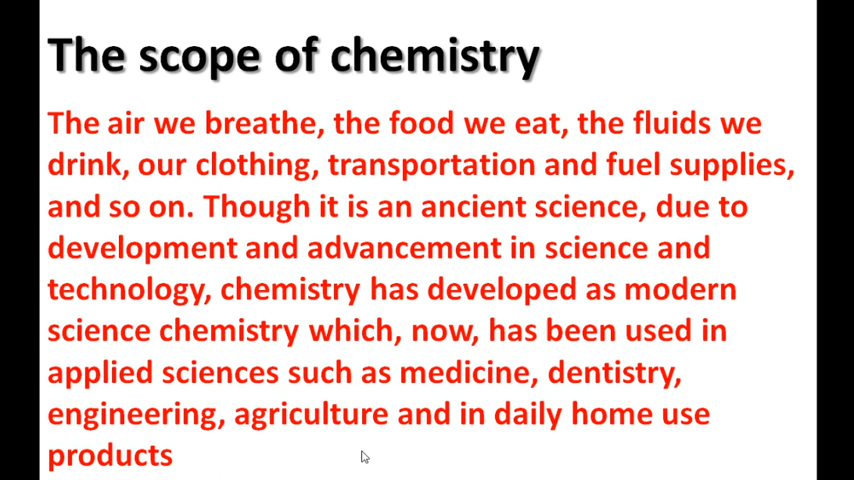 The scope of chemistry
The air we breathe, the food we eat, the fluids we
drink, our clothing, transportation and fuel supplies,
and so on. Though it is an ancient science, due to
development and advancement in science and
technology, chemistry has developed as modern
science chemistry which, now, has been used in
applied sciences such as medicine, dentistry,
engineering, agriculture and in daily home use
products